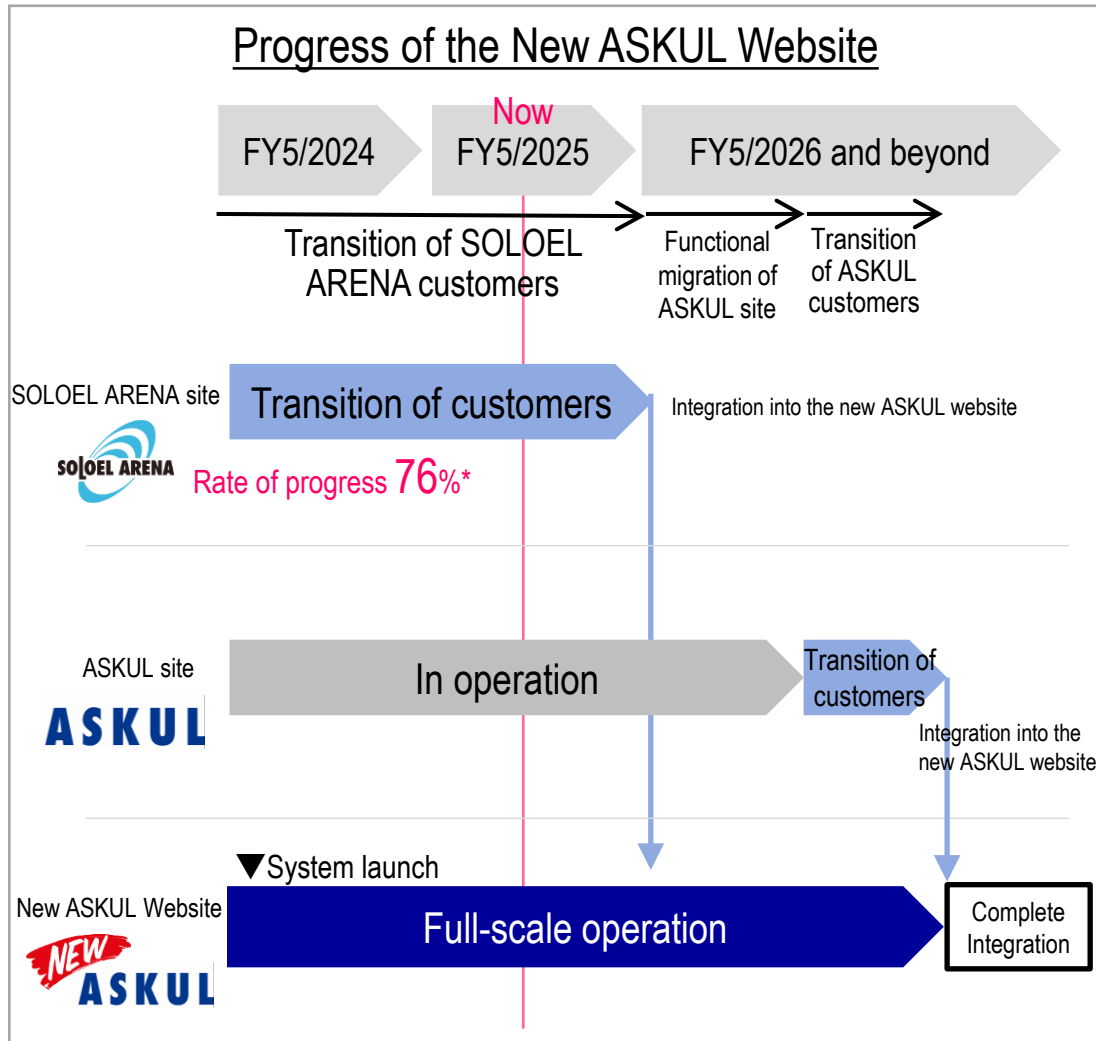 Progress of the New ASKUL Website
Now
FY5/2024
FY5/2025
FY5/2026 and beyond
Transition of SOLOEL
ARENA customers
Functional
migration of
ASKUL site
Transition
of ASKUL
customers
SOLOEL ARENA site
SOLOEL ARENA
Transition of customers
Integration into the new ASKUL website
Rate of progress 76%*
ASKUL site
ASKUL
In operation
Transition of
customers
Integration into the
new ASKUL website
▼System launch
New ASKUL Website
NEW
ASKUL
Full-scale operation
Complete
Integration